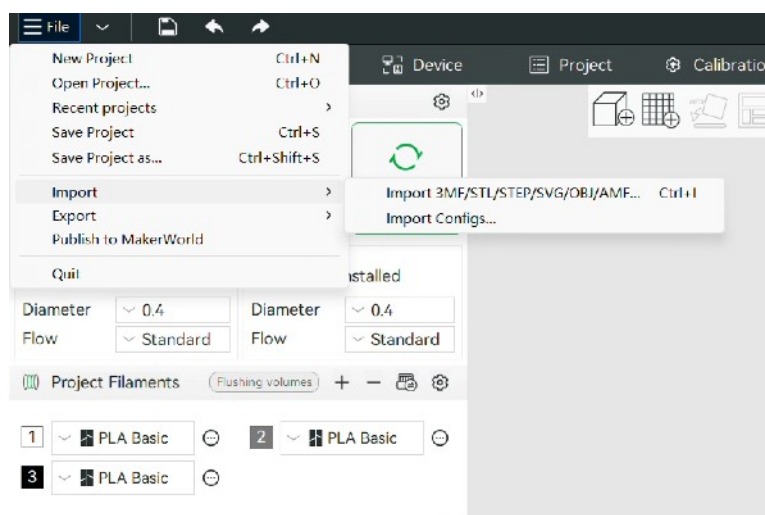 File
New Project Ctrl+N
Open Project... Ctrl+O
Recent projects
Save Project Ctrl+S
Save Project as... Ctrl+Shift+S
Import
Export
Publish to MakerWorld
Quit
Device Project Calibratio
Import 3MF/STL/STEP/SVG/OBJ/AMF... Ctrl+I
Import Configs...
nstalled
Diameter 0.4 Diameter 0.4
Flow Standard Flow Standard
Project Filaments Flushing volumes
1 PLA Basic 2 PLA Basic
3 PLA Basic